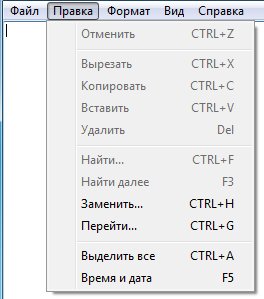 Файл Правка Формат Вид Справка
Отменить CTRL+Z
Вырезать CTRL+X
Копировать CTRL+C
Вставить CTRL+V
Удалить Del
Найти... CTRL+F
Найти далее F3
Заменить... CTRL+H
Перейти... CTRL+G
Выделить все CTRL+A
Время и дата F5